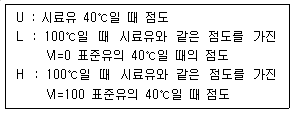 U : 시료유 40℃일 때 점도
L : 100℃일 때 시료유와 같은 점도를 가진
VI=0 표준유의 40℃일 때의 점도
H : 100℃일 때 시료유와 같은 점도를 가진
VI=100 표준유의 40℃일 때 점도